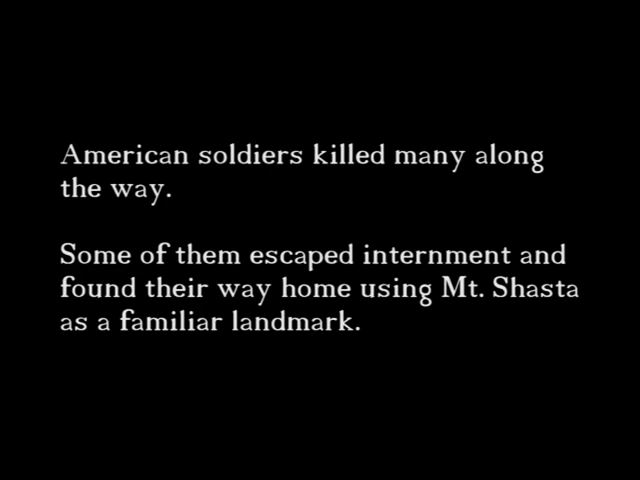 American soldiers killed many along
the way.
Some of them escaped internment and
found their way home using Mt. Shasta
as a familiar landmark.